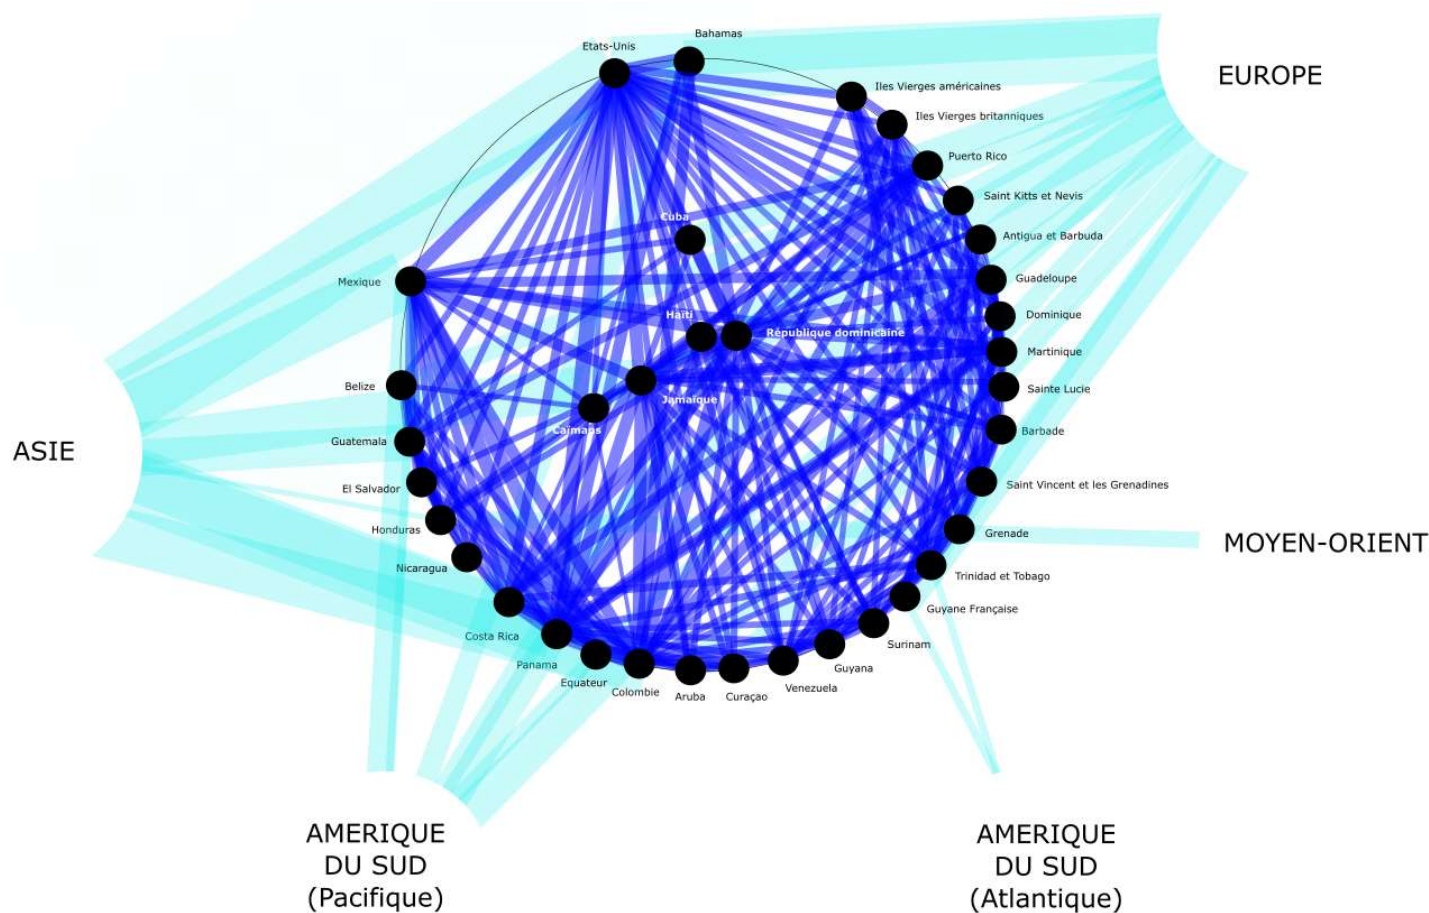 Bahamas
Etats-Unis
EUROPE
Iles Vierges américaines
Iles Vierges britanniques
Puerto Rico
Saint Kitts et Nevis
Cuba
Antigua et Barbuda
Mexique
Guadeloupe
Haïti
Dominique
République dominicaine
Martinique
Belize
Sainte Lucie
Jamaïque
Caïmans
Barbade
Guatemala
ASIE
El Salvador
Saint Vincent et les Grenadines
Honduras
Grenade
MOYEN-ORIENT
Nicaragua
Trinidad et Tobago
Guyane Française
Costa Rica
Surinam
Panama
Guyana
Equateur
Colombie
Aruba
Curaçao
Venezuela
AMERIQUE
DU SUD
(Pacifique)
AMERIQUE
DU SUD
(Atlantique)